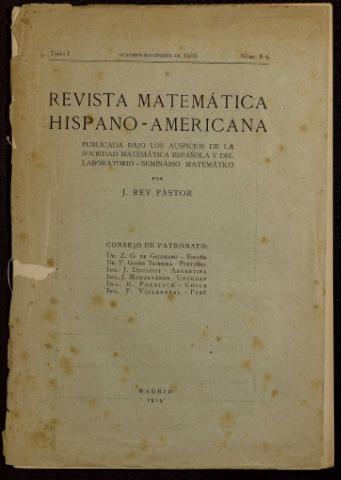 Tomo I OCTUBRE-NOVIEMBRE DE 1919 Núms. 8-9
REVISTA MATEMÁTICA
HISPANO-AMERICANA
PUBLICADA BAJO LOS AUSPICIOS DE LA
SOCIEDAD MATEMÁTICA ESPAÑOLA Y DEL
LABORATORIO-SEMINARIO MATEMÁTICO
POR
J. REY PASTOR
CONSEJO DE PATRONATO:
Dr. Z. G. de Galdeano - España
Dr. F. Gomes Teixeira Portugal
Ing. J. Duclout - Argentina
Ing. J. Monteverde Uruguay
Ing. R. Poenisch - Chile
Ing. F. Villarreal - Perú
MADRID
1919